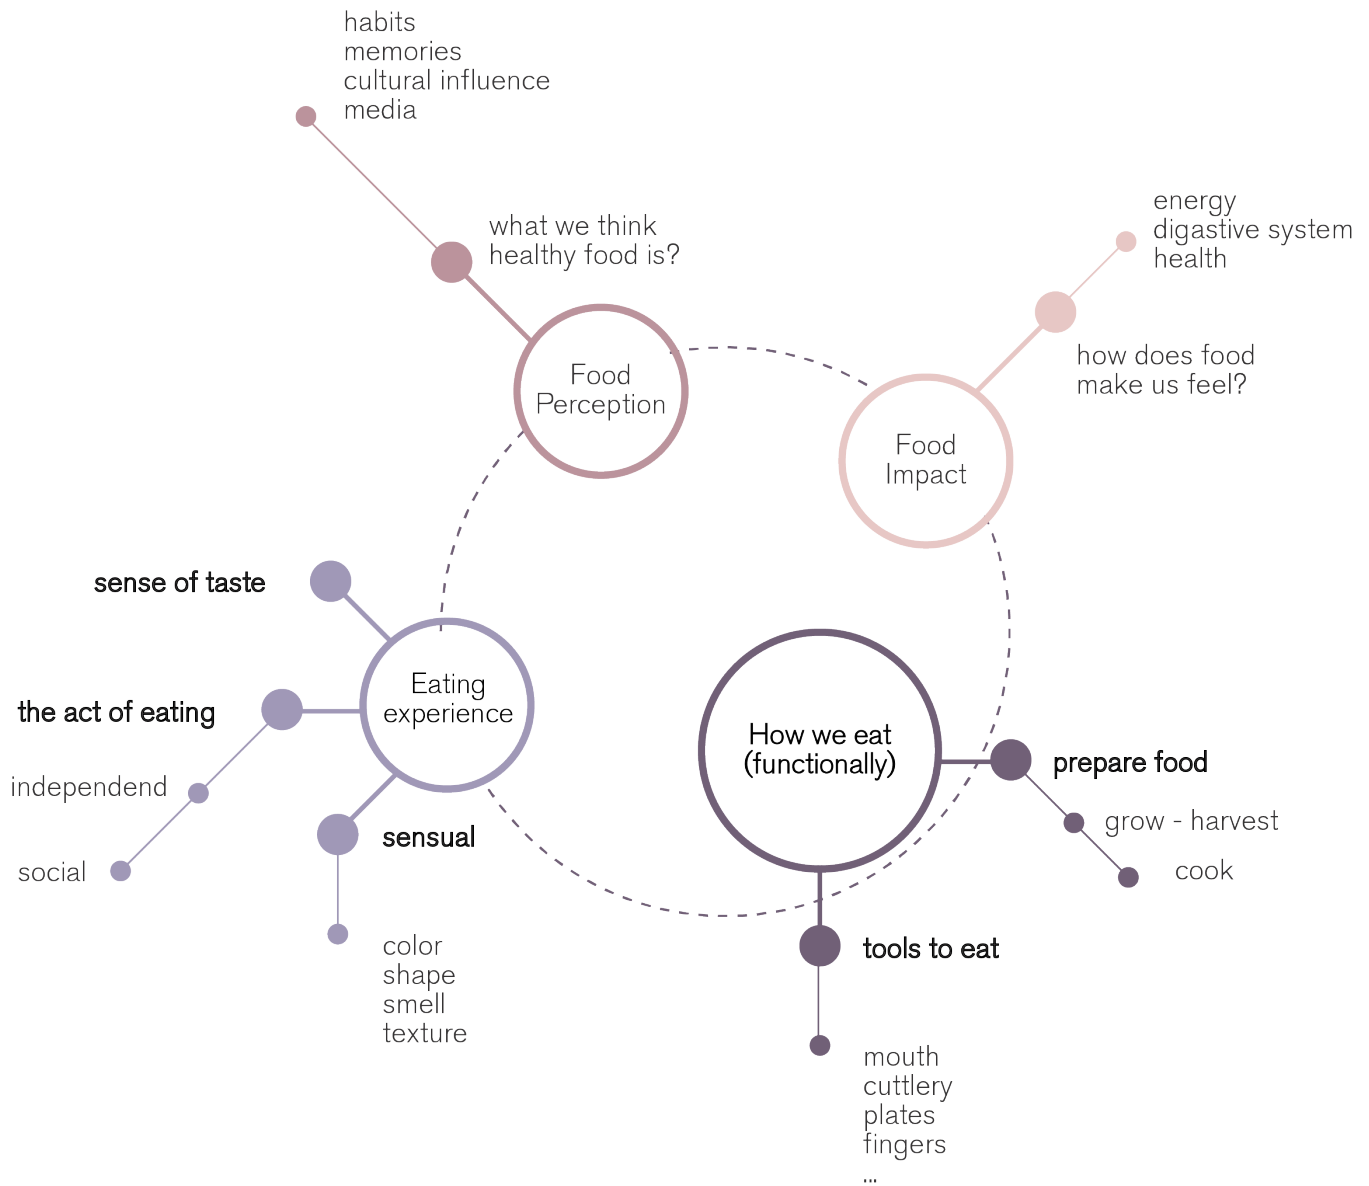 habits
memories
cultural influence
media
what we think
healthy food is?
energy
digastive system
health
how does food
make us feel?
Food
Perception
Food
Impact
sense of taste
the act of eating
independend
social
Eating
experience
sensual
color
shape
smell
texture
How we eat
(functionally)
prepare food
grow - harvest
cook
tools to eat
mouth
cuttlery
plates
fingers
...